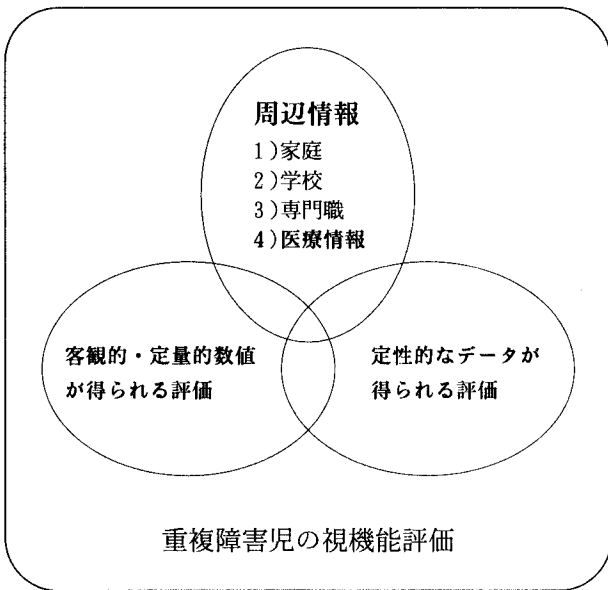 周辺情報
1)家庭
2)学校
3)専門職
4)医療情報
客観的・定量的数値
が得られる評価
定性的なデータが
得られる評価
重複障害児の視機能評価